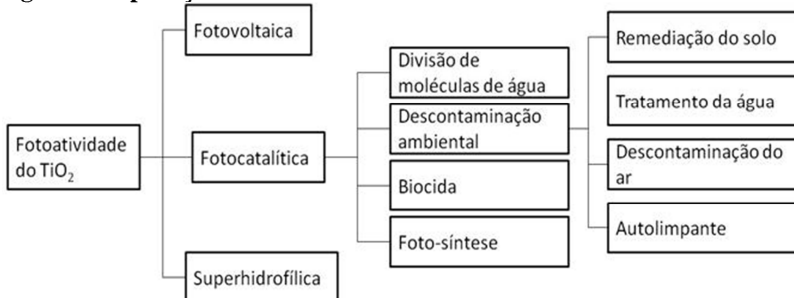 Fotoatividade
do TiO₂
Fotovoltaica
Fotocatalítica
Superhidrofílica
Divisão de
moléculas de água
Descontaminação
ambiental
Biocida
Foto-síntese
Remediação do solo
Tratamento da água
Descontaminação do
ar
Autolimpante